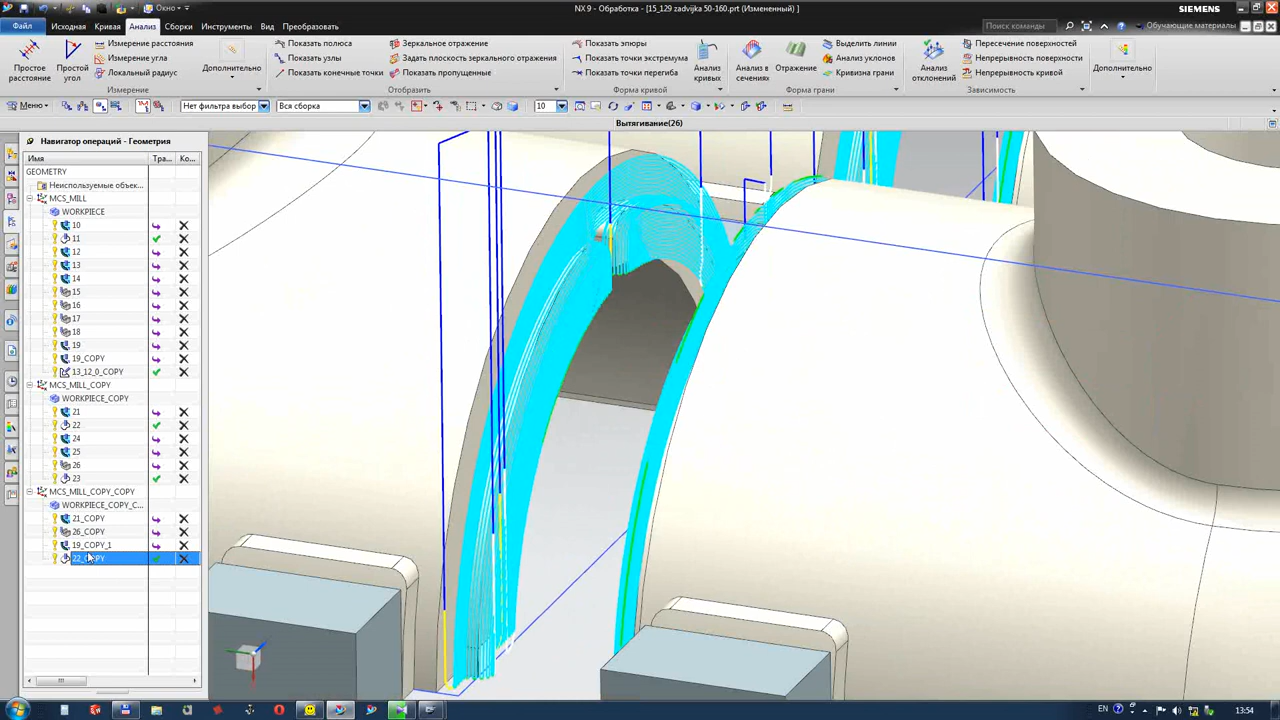 Окно
NX 9 - Обработка - [15_129 zadvijka 50-160.prt (Измененный) ]
SIEMENS
Файл Исходная Кривая Анализ Сборки Инструменты Вид Преобразовать
Поиск команды
Обучающие материалы
Простое расстояние
Простой угол
Измерение расстояния
Измерение угла
Локальный радиус
Дополнительно
Измерение
Показать полюса
Показать узлы
Показать конечные точки
Зеркальное отражение
Задать плоскость зеркального отражения
Показать пропущенные
Отобразить
Показать эпюры
Показать точки экстремума
Показать точки перегиба
Анализ кривых
Форма кривой
Анализ в сечениях
Отражение
Выделить линии
Анализ уклонов
Кривизна грани
Форма грани
Анализ отклонений
Пересечение поверхностей
Непрерывность поверхности
Непрерывность кривой
Зависимость
Дополнительно
Меню
Нет фильтра выбор
Вся сборка
10
Вытягивание(26)
Навигатор операций - Геометрия
Имя Тра... Ко...
GEOMETRY
Неиспользуемые объек...
MCS_MILL
WORKPIECE
10
11
12
13
14
15
16
17
18
19
19_COPY
13_12_0_COPY
MCS_MILL_COPY
WORKPIECE_COPY
21
22
24
25
26
23
MCS_MILL_COPY_COPY
WORKPIECE_COPY_C...
21_COPY
26_COPY
19_COPY_1
22_COPY
EN
13:54